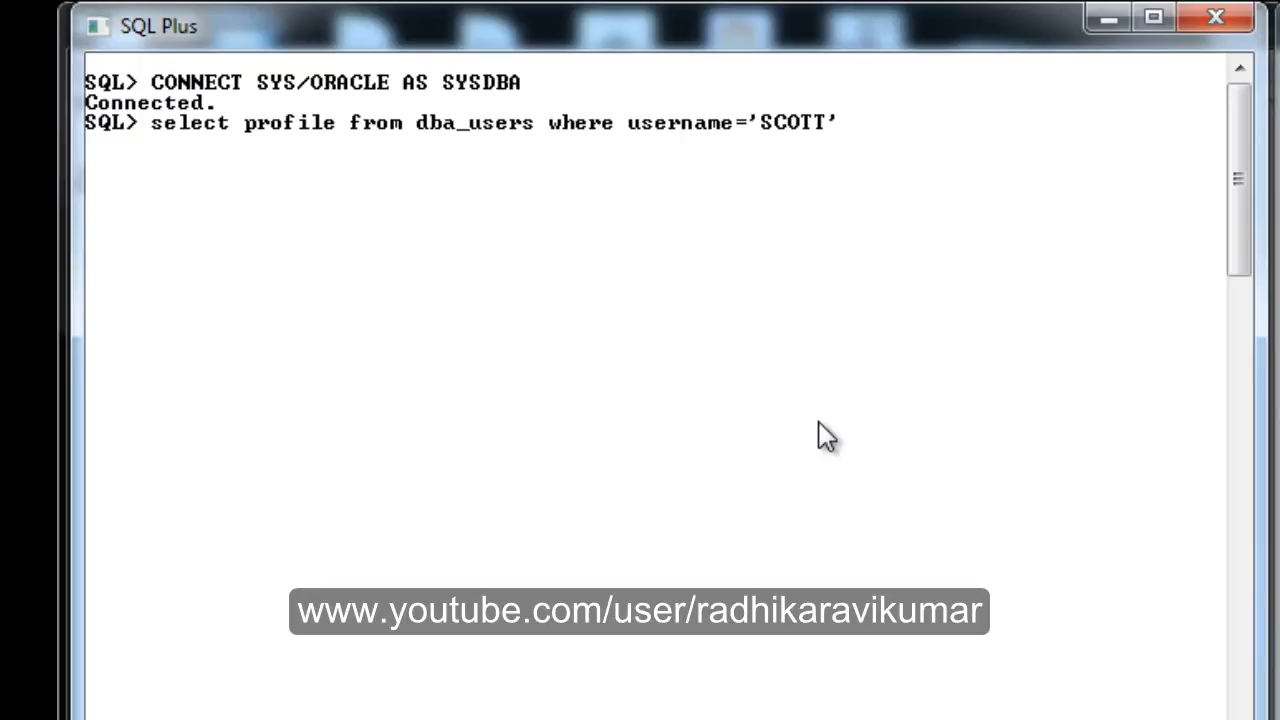 SQL Plus
SQL> CONNECT SYS/ORACLE AS SYSDBA
Connected.
SQL> select profile from dba_users where username='SCOTT'
www.youtube.com/user/radhikaravikumar